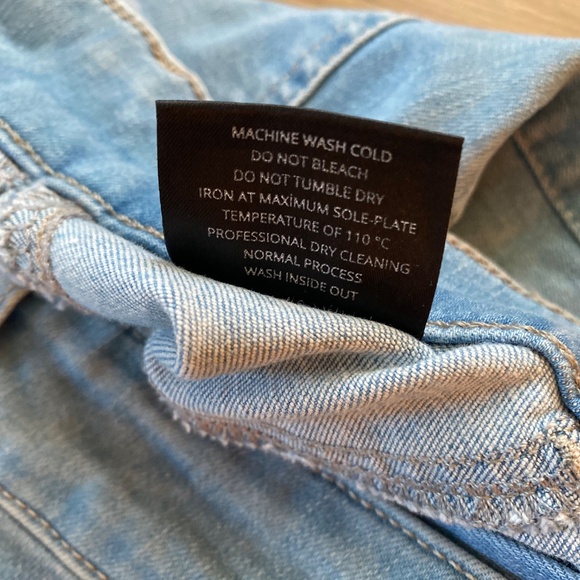 MACHINE WASH COLD
DO NOT BLEACH
DO NOT TUMBLE DRY
IRON AT MAXIMUM SOLE-PLATE
TEMPERATURE OF 110 °C
PROFESSIONAL DRY CLEANING
NORMAL PROCESS
WASH INSIDE OUT